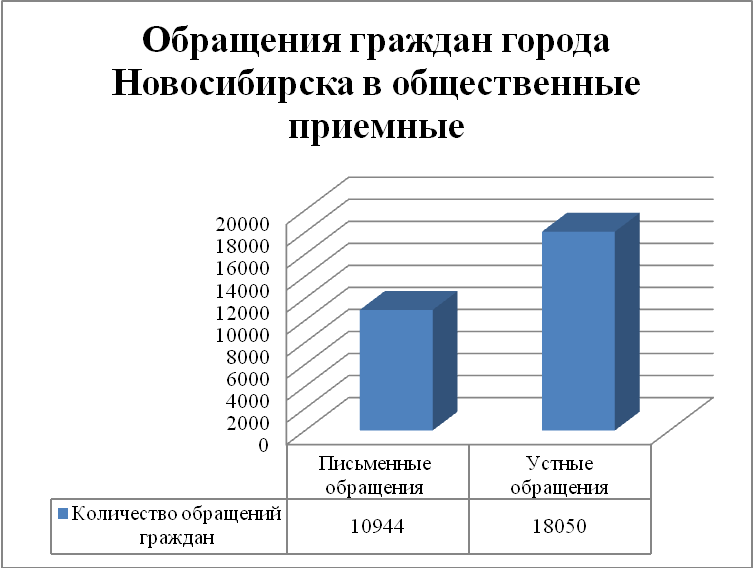 Обращения граждан города
Новосибирска в общественные
приемные
20000
18000
16000
14000
12000
10000
8000
6000
4000
2000
0
Письменные
обращения
Устные
обращения
Количество обращений
граждан
10944
18050